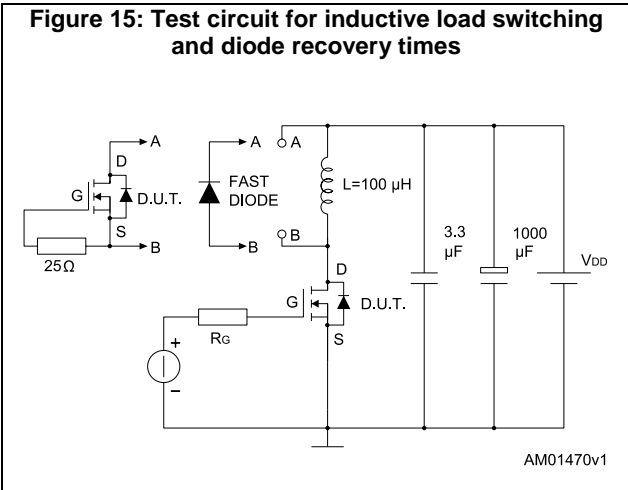 Figure 15: Test circuit for inductive load switching
and diode recovery times
A
D
G
D.U.T.
S
B
25Ω
A
FAST
DIODE
B
A
L=100 µH
B
D
G
D.U.T.
S
RG
+
−
3.3
µF
1000
µF
VDD
AM01470v1